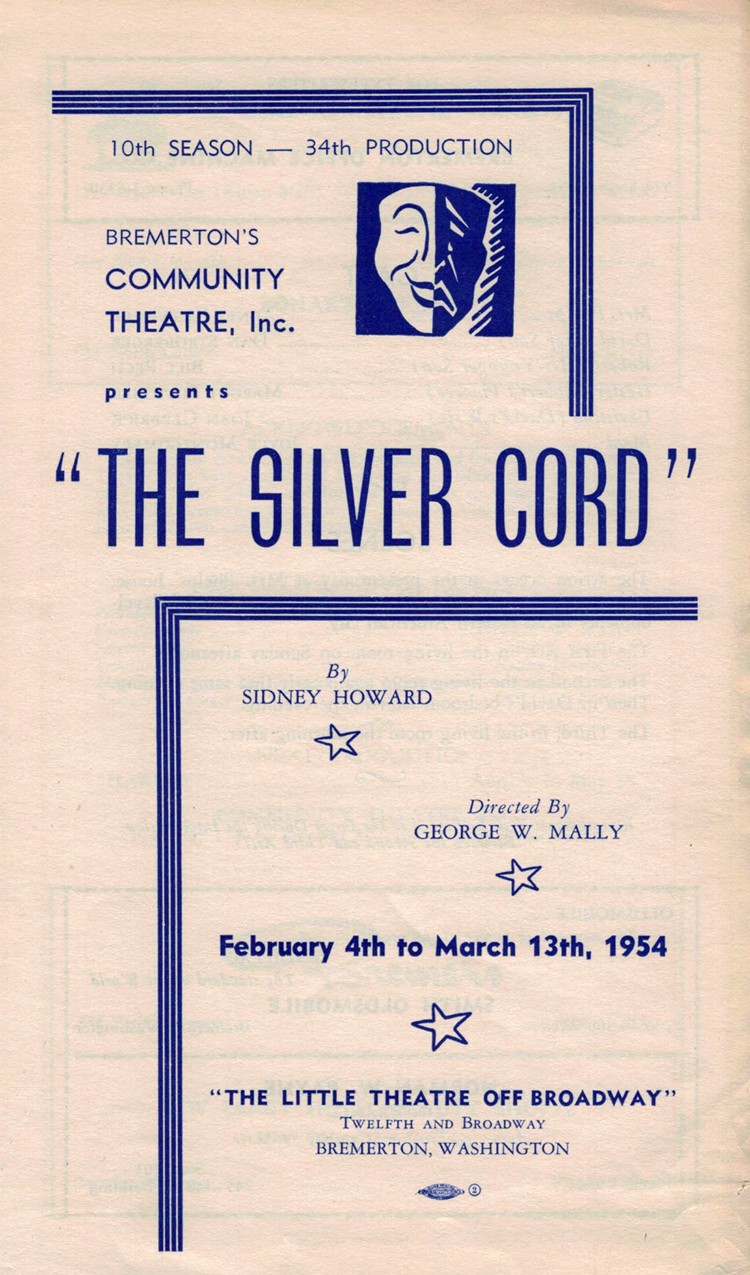 10th SEASON — 34th PRODUCTION
BREMERTON'S
COMMUNITY
THEATRE, Inc.
presents
"THE SILVER CORD"
By
SIDNEY HOWARD
Directed By
GEORGE W. MALLY
February 4th to March 13th, 1954
"THE LITTLE THEATRE OFF BROADWAY"
TWELFTH AND BROADWAY
BREMERTON, WASHINGTON
2